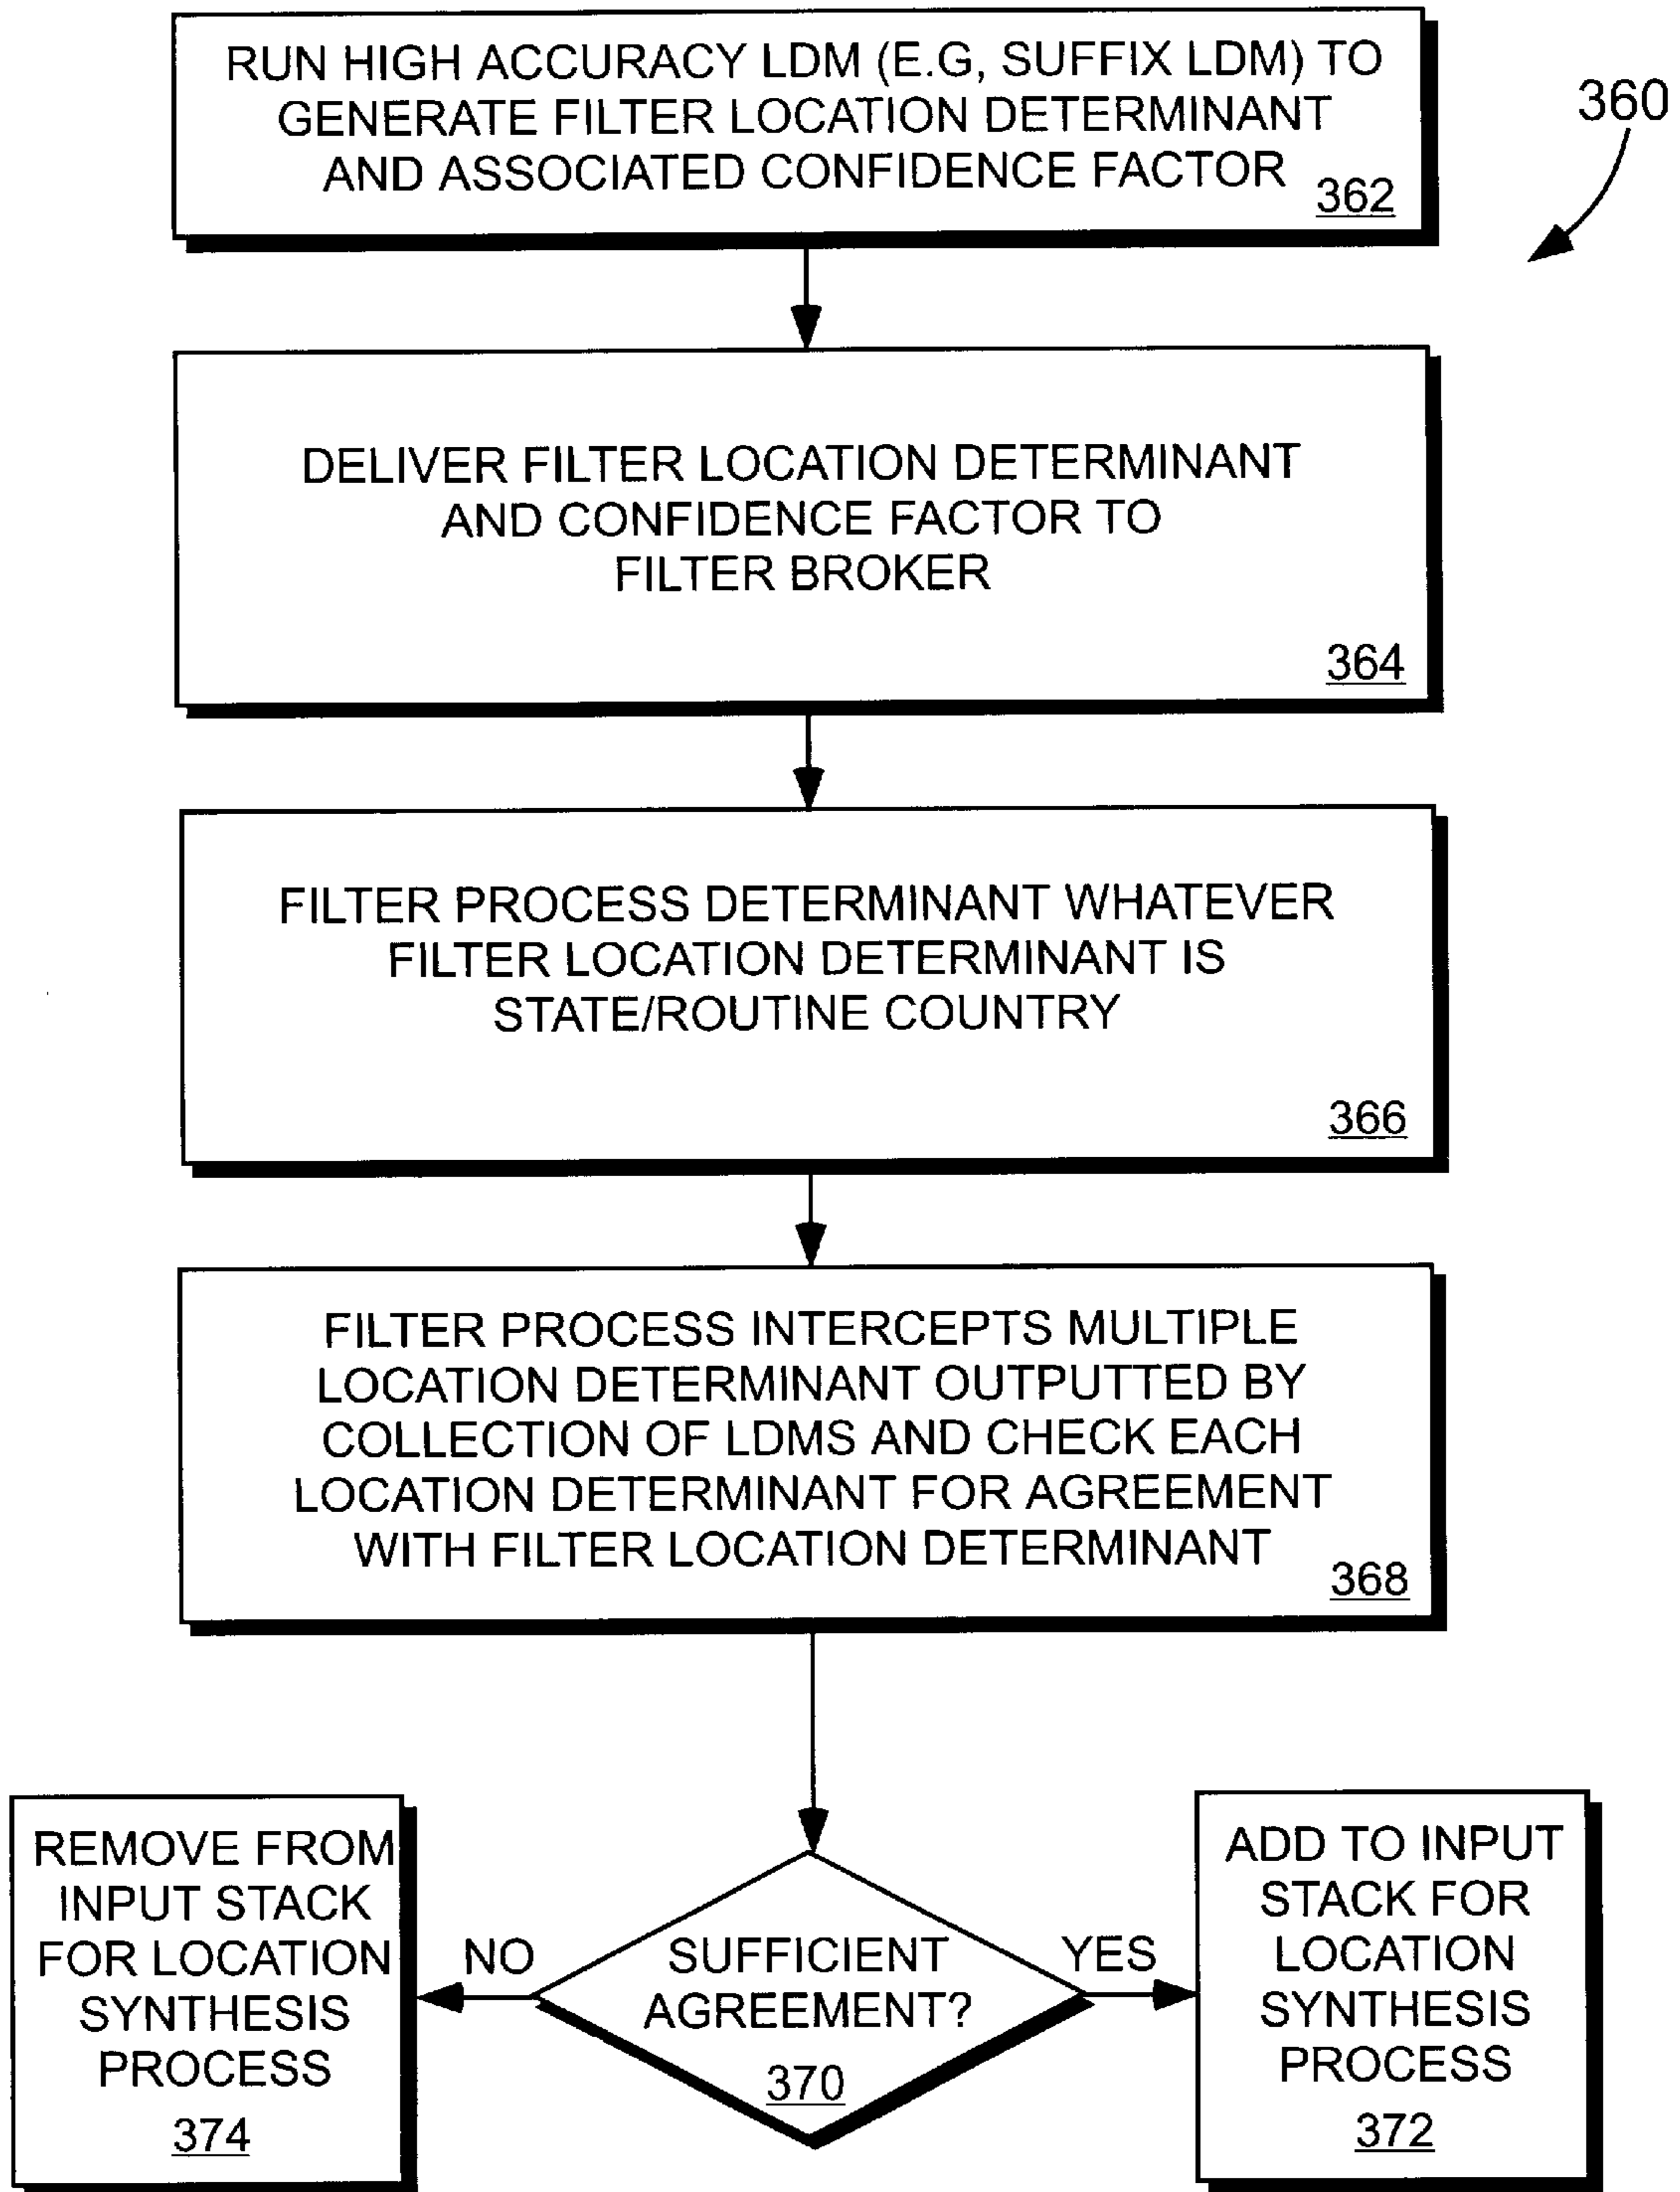 RUN HIGH ACCURACY LDM (E.G, SUFFIX LDM) TO
GENERATE FILTER LOCATION DETERMINANT
AND ASSOCIATED CONFIDENCE FACTOR
362
360
DELIVER FILTER LOCATION DETERMINANT
AND CONFIDENCE FACTOR TO
FILTER BROKER
364
FILTER PROCESS DETERMINANT WHATEVER
FILTER LOCATION DETERMINANT IS
STATE/ROUTINE COUNTRY
366
FILTER PROCESS INTERCEPTS MULTIPLE
LOCATION DETERMINANT OUTPUTTED BY
COLLECTION OF LDMS AND CHECK EACH
LOCATION DETERMINANT FOR AGREEMENT
WITH FILTER LOCATION DETERMINANT
368
REMOVE FROM
INPUT STACK
FOR LOCATION
SYNTHESIS
PROCESS
374
NO
SUFFICIENT
AGREEMENT?
370
YES
ADD TO INPUT
STACK FOR
LOCATION
SYNTHESIS
PROCESS
372